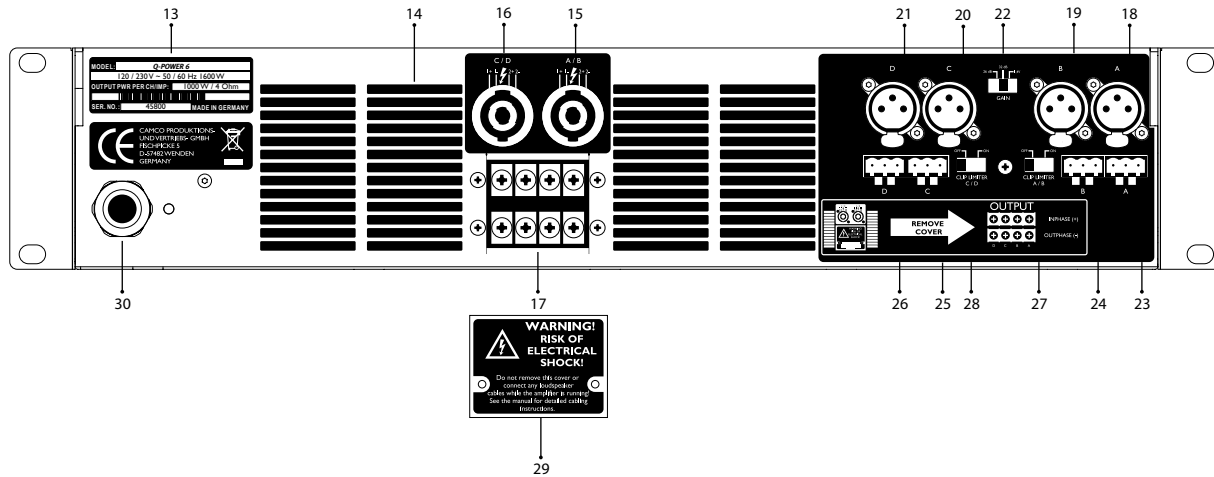 13
14
16
15
21
20
22
19
18
MODEL: Q-POWER 6
120 / 230 V ~ 50 / 60 Hz 1600 W
OUTPUT PWR PER CH/IMP: 1000 W / 4 Ohm
SER. NO.: 45800 MADE IN GERMANY
CE
CAMCO PRODUKTIONS-
UND VERTRIEBS- GMBH
FISCHPICKE 5
D-57482 WENDEN
GERMANY
C / D
A / B
D
C
GAIN
B
A
OFF ON
CLIP LIMITER
C / D
OFF ON
CLIP LIMITER
A / B
D
C
B
A
REMOVE
COVER
OUTPUT
INPHASE (+)
OUTPHASE (-)
D C B A
30
17
26
25
28
27
24
23
WARNING!
RISK OF
ELECTRICAL
SHOCK!
Do not remove this cover or
connect any loudspeaker
cables while the amplifier is running!
See the manual for detailed cabling
instructions.
29